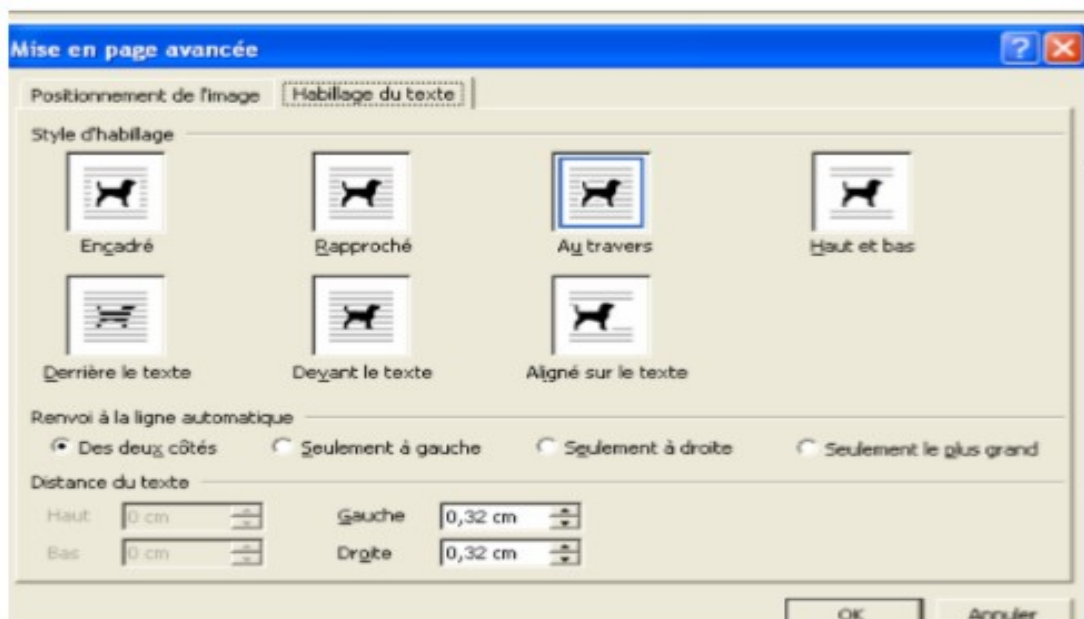 Mise en page avancée
Positionnement de l'image Habillage du texte
Style d'habillage
Encadré Rapproché Au travers Haut et bas
Derrière le texte Devant le texte Aligné sur le texte
Renvoi à la ligne automatique
Des deux côtés Seulement à gauche Seulement à droite Seulement le plus grand
Distance du texte
Haut 0 cm Gauche 0,32 cm
Bas 0 cm Droite 0,32 cm
OK Annuler